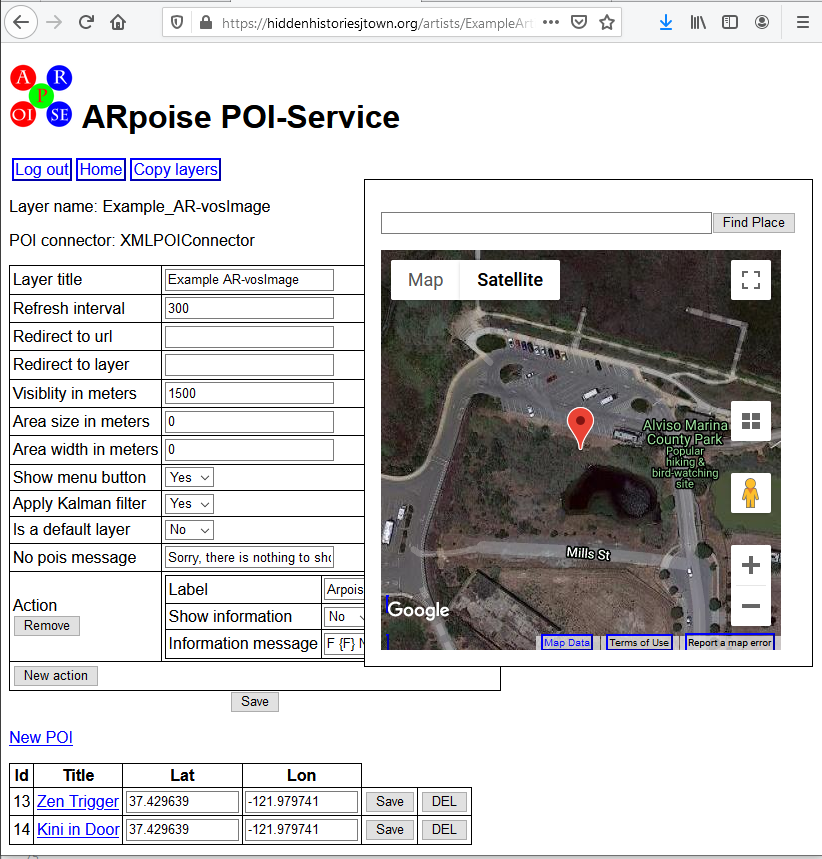 https://hiddenhistoriesjtown.org/artists/ExampleArt
A R
P
OI SE
ARpoise POI-Service
Log out Home Copy layers
Layer name: Example_AR-vosImage
POI connector: XMLPOIConnector
Layer title Example AR-vosImage
Refresh interval 300
Redirect to url
Redirect to layer
Visiblity in meters 1500
Area size in meters 0
Area width in meters 0
Show menu button Yes
Apply Kalman filter Yes
Is a default layer No
No pois message Sorry, there is nothing to sho
Action
Remove
Label Arpois
Show information No
Information message F {F} N
New action
Save
Find Place
Map Satellite
Alviso Marina
County Park
Popular
hiking &
bird-watching
site
Mills St
Google
Map Data Terms of Use Report a map error
New POI
Id Title Lat Lon
13 Zen Trigger 37.429639 -121.979741 Save DEL
14 Kini in Door 37.429639 -121.979741 Save DEL